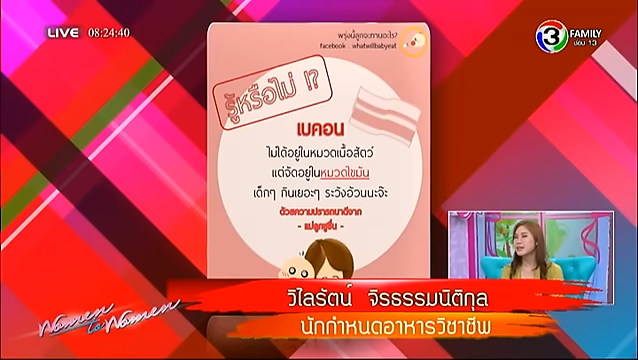 LIVE 08:24:40
3 FAMILY
ช่อง 13
พรุ่งนี้ลูกจะทานอะไร?
facebook : whatwillbabyeat
รู้หรือไม่ !?
เบคอน
ไม่ได้อยู่ในหมวดเนื้อสัตว์
แต่จัดอยู่ในหมวดไขมัน
เด็กๆ กินเยอะๆ ระวังอ้วนนะจ๊ะ
ด้วยความปรารถนาดีจาก
- แม่ลูกซูชิน -
วิไลรัตน์ จิรธรรมนิติกุล
นักกำหนดอาหารวิชาชีพ
Women to Women